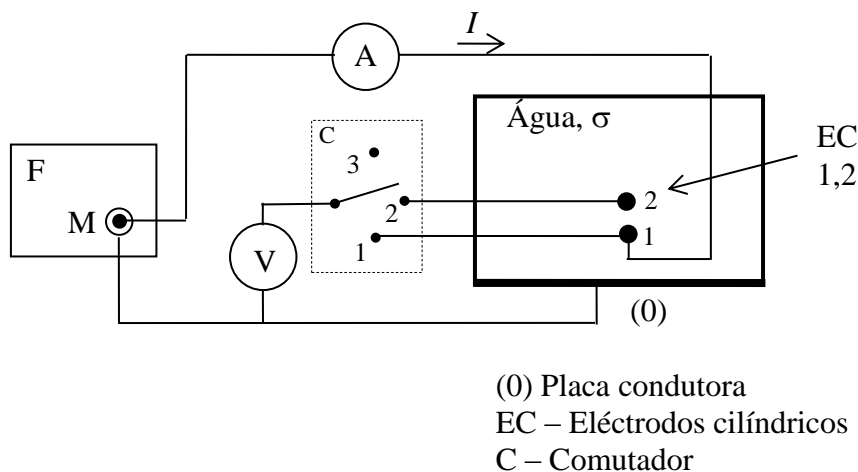 A
I
Água, σ
EC
1,2
C
3
2
1
F
M
V
2
1
(0)
(0) Placa condutora
EC – Eléctrodos cilíndricos
C – Comutador